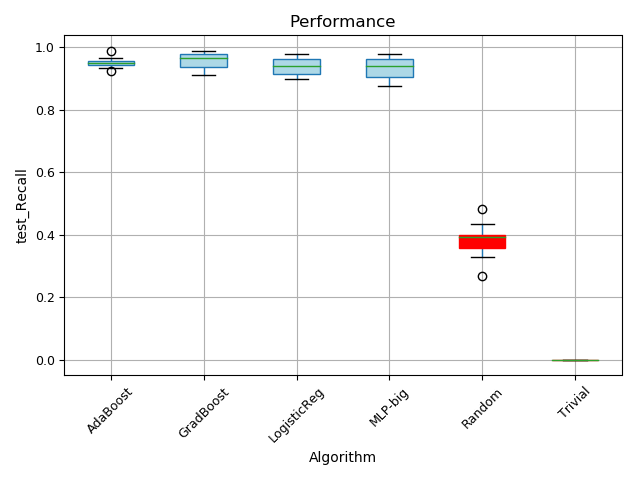 Performance
1.0
0.8
0.6
0.4
0.2
0.0
test_Recall
AdaBoost
GradBoost
LogisticReg
MLP-big
Random
Trivial
Algorithm